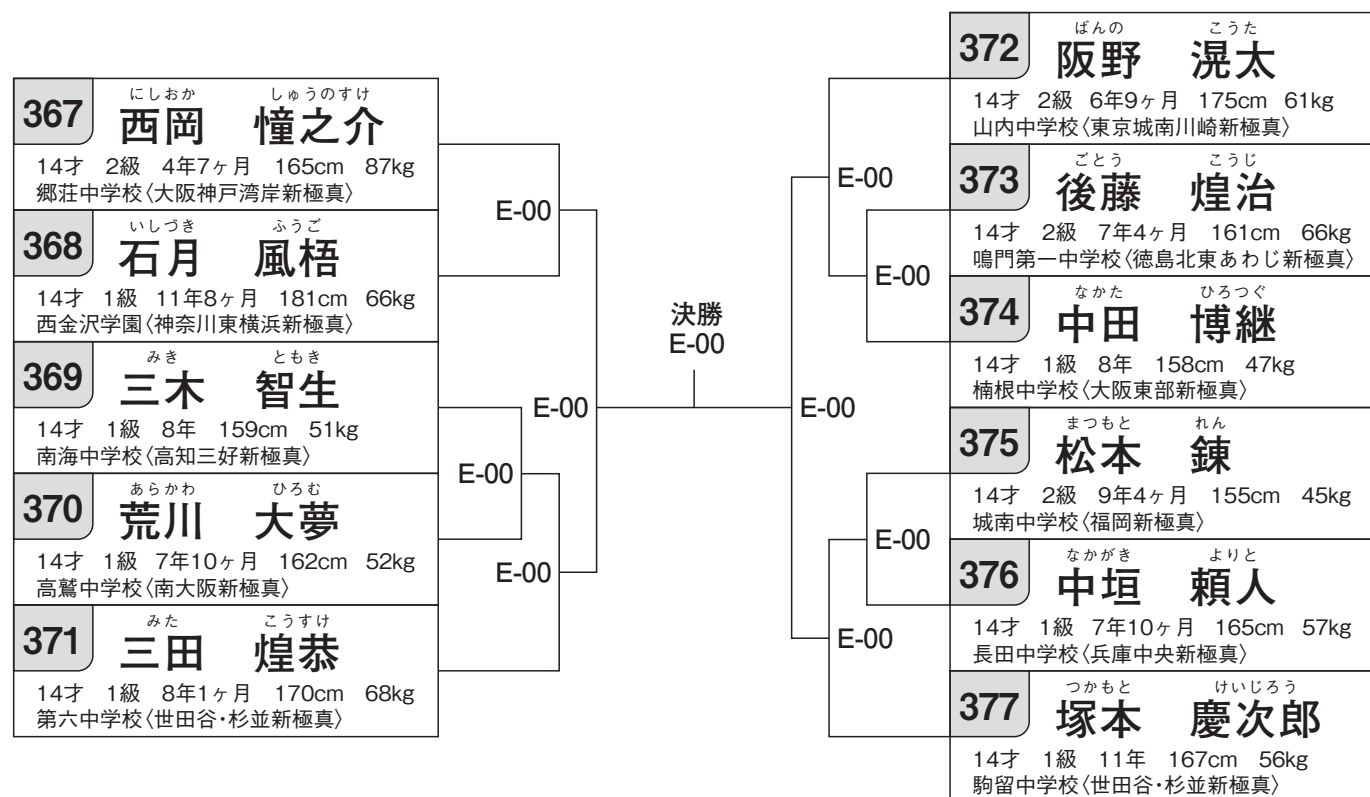 367
にしおか しゅうのすけ
西岡 憧之介
14才 2級 4年7ヶ月 165cm 87kg
郷荘中学校〈大阪神戸湾岸新極真〉
368
いしづき ふうご
石月 風梧
14才 1級 11年8ヶ月 181cm 66kg
西金沢学園〈神奈川東横浜新極真〉
369
みき ともき
三木 智生
14才 1級 8年 159cm 51kg
南海中学校〈高知三好新極真〉
370
あらかわ ひろむ
荒川 大夢
14才 1級 7年10ヶ月 162cm 52kg
高鷲中学校〈南大阪新極真〉
371
みた こうすけ
三田 煌恭
14才 1級 8年1ヶ月 170cm 68kg
第六中学校〈世田谷・杉並新極真〉
E-00
E-00
E-00
E-00
決勝
E-00
E-00
E-00
E-00
E-00
E-00
372
ばんの こうた
阪野 滉太
14才 2級 6年9ヶ月 175cm 61kg
山内中学校〈東京城南川崎新極真〉
373
ごとう こうじ
後藤 煌治
14才 2級 7年4ヶ月 161cm 66kg
鳴門第一中学校〈徳島北東あわじ新極真〉
374
なかた ひろつぐ
中田 博継
14才 1級 8年 158cm 47kg
楠根中学校〈大阪東部新極真〉
375
まつもと れん
松本 錬
14才 2級 9年4ヶ月 155cm 45kg
城南中学校〈福岡新極真〉
376
なかがき よりと
中垣 頼人
14才 1級 7年10ヶ月 165cm 57kg
長田中学校〈兵庫中央新極真〉
377
つかもと けいじろう
塚本 慶次郎
14才 1級 11年 167cm 56kg
駒留中学校〈世田谷・杉並新極真〉